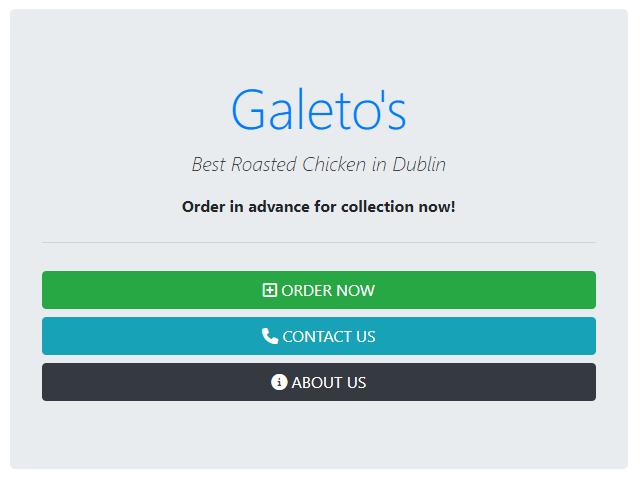 Galeto's
Best Roasted Chicken in Dublin
Order in advance for collection now!
ORDER NOW
CONTACT US
ABOUT US